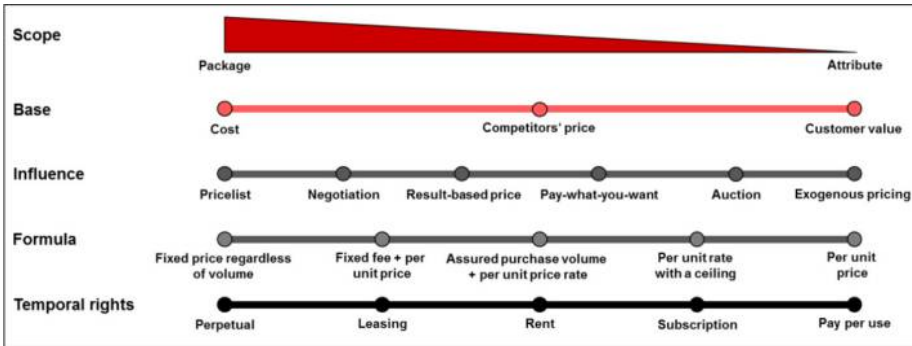 Scope
Package Attribute
Base
Cost Competitors' price Customer value
Influence
Pricelist Negotiation Result-based price Pay-what-you-want Auction Exogenous pricing
Formula
Fixed price regardless Fixed fee + per Assured purchase volume Per unit rate Per unit
of volume unit price + per unit price rate with a ceiling price
Temporal rights
Perpetual Leasing Rent Subscription Pay per use